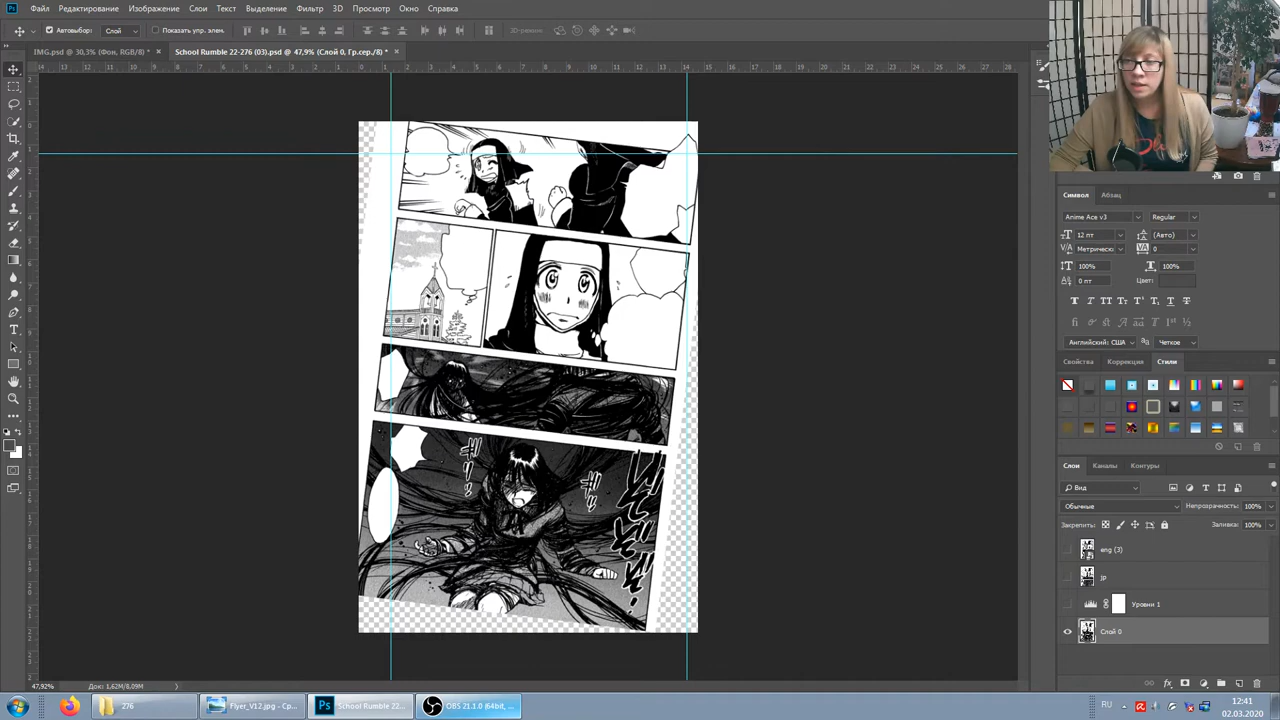 Файл Редактирование Изображение Слои Текст Выделение Фильтр 3D Просмотр Окно Справка
Автовыбор: Слой Показать упр. элем. 3D-режим:
IMG.psd @ 30,3% (Фон, RGB/8) * × School Rumble 22-276 (03).psd @ 47,9% (Слой 0, Гр.сер./8) * ×
Символ Абзац
Anime Ace v3 Regular
12 пт (Авто)
Метрическ 0
100% 100%
0 пт Цвет:
Английский: США Четкое
Свойства Коррекция Стили
Слои Каналы Контуры
Вид
Обычные Непрозрачность: 100%
Закрепить: Заливка: 100%
eng (3)
JP
Уровни 1
Слой 0
47,92% Док: 1,62M/8,09M
276 Flyer_V12.jpg - Ср... School Rumble 22... OBS 21.1.0 (64bit, ... RU 12:41
02.03.2020